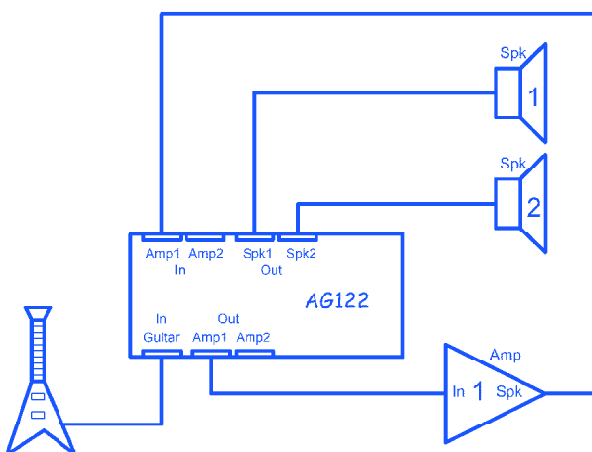 Spk
1
Spk
2
Amp1 Amp2 Spk1 Spk2
In Out
AG122
In Out
Guitar Amp1 Amp2
Amp
In 1 Spk